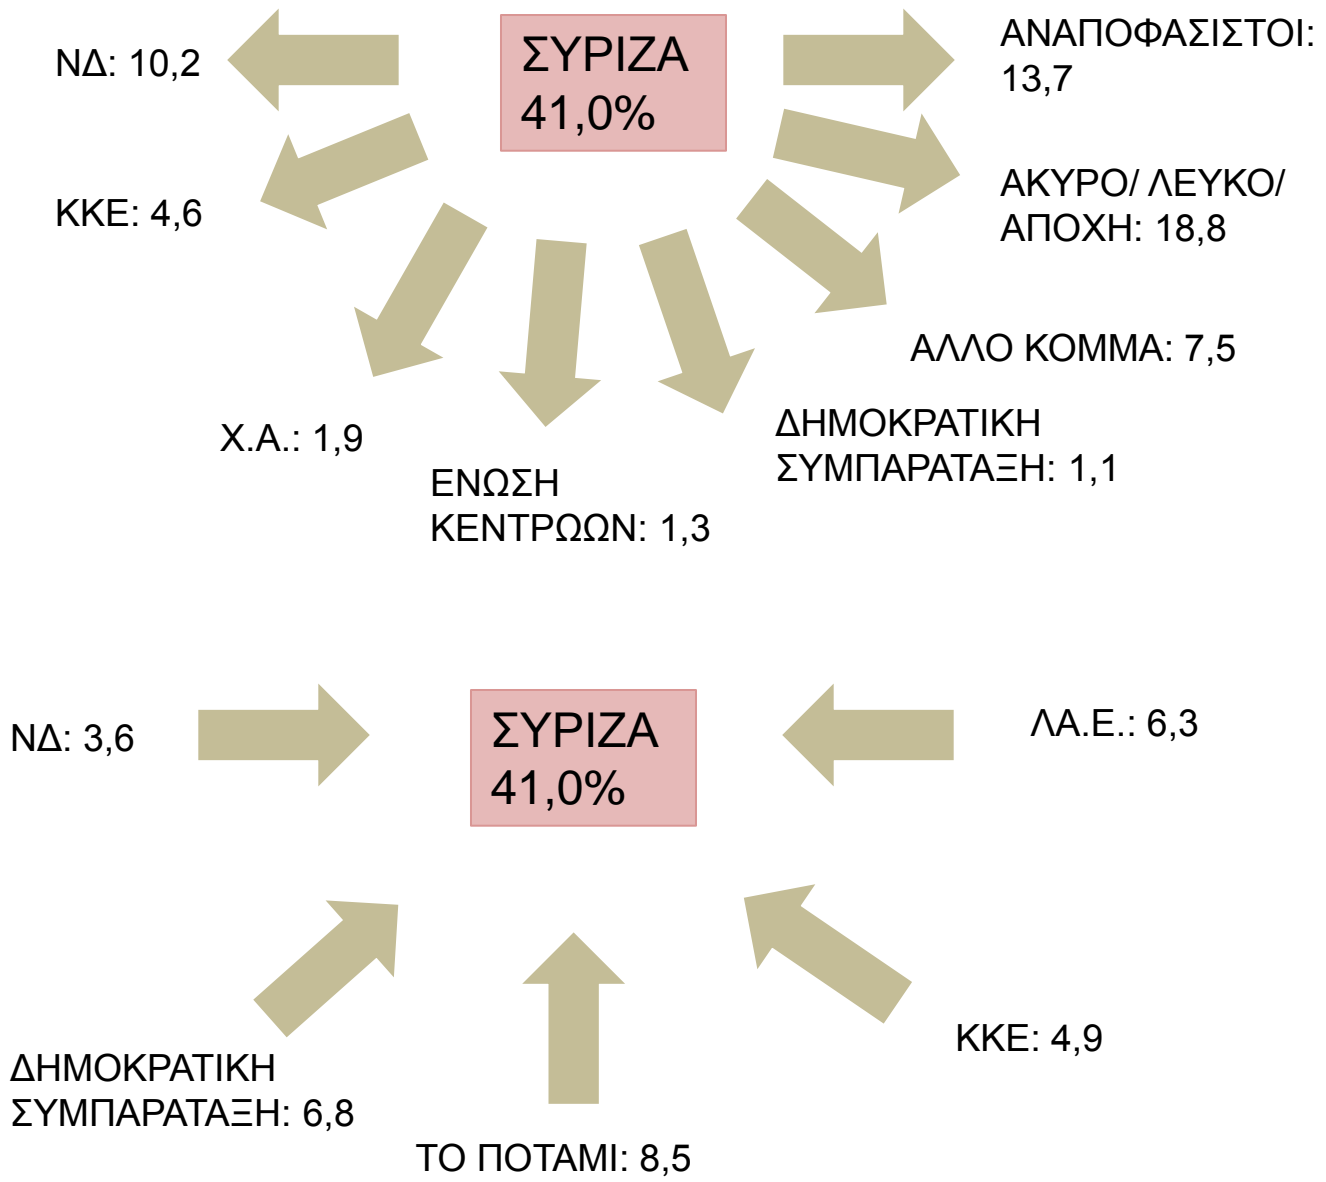 ΣΥΡΙΖΑ
41,0%
ΝΔ: 10,2
ΚΚΕ: 4,6
Χ.Α.: 1,9
ΕΝΩΣΗ
ΚΕΝΤΡΩΩΝ: 1,3
ΔΗΜΟΚΡΑΤΙΚΗ
ΣΥΜΠΑΡΑΤΑΞΗ: 1,1
ΑΛΛΟ ΚΟΜΜΑ: 7,5
ΑΚΥΡΟ/ ΛΕΥΚΟ/
ΑΠΟΧΗ: 18,8
ΑΝΑΠΟΦΑΣΙΣΤΟΙ:
13,7
ΣΥΡΙΖΑ
41,0%
ΝΔ: 3,6
ΔΗΜΟΚΡΑΤΙΚΗ
ΣΥΜΠΑΡΑΤΑΞΗ: 6,8
ΤΟ ΠΟΤΑΜΙ: 8,5
ΚΚΕ: 4,9
ΛΑ.Ε.: 6,3